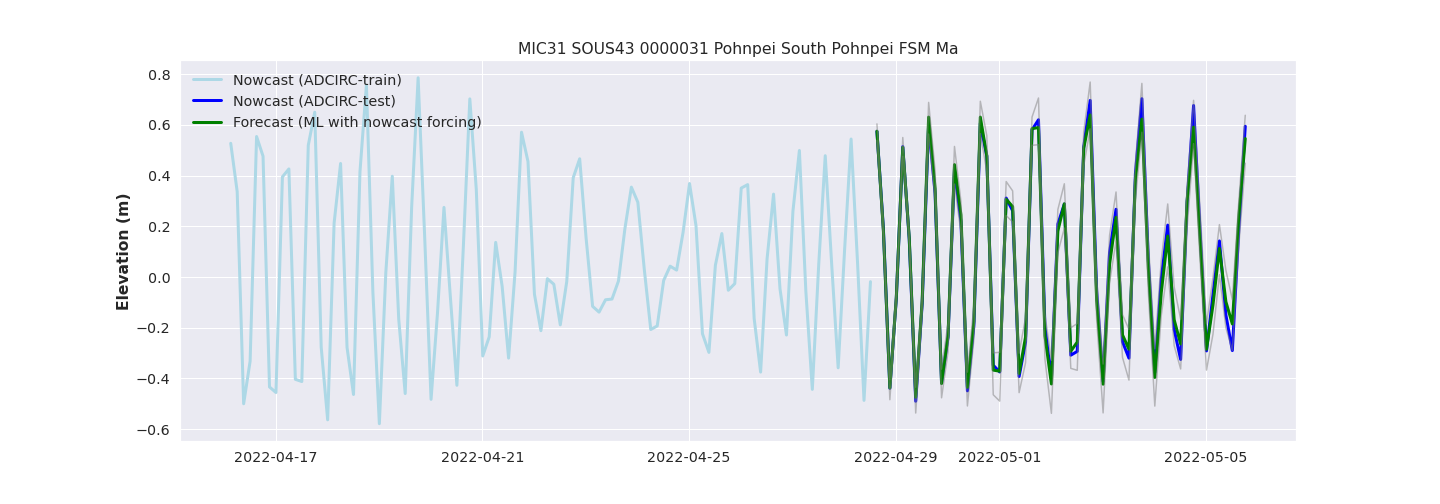 MIC31 SOUS43 0000031 Pohnpei South Pohnpei FSM Ma
Nowcast (ADCIRC-train)
Nowcast (ADCIRC-test)
Forecast (ML with nowcast forcing)
Elevation (m)
0.8
0.6
0.4
0.2
0.0
−0.2
−0.4
−0.6
2022-04-17 2022-04-21 2022-04-25 2022-04-29 2022-05-01 2022-05-05